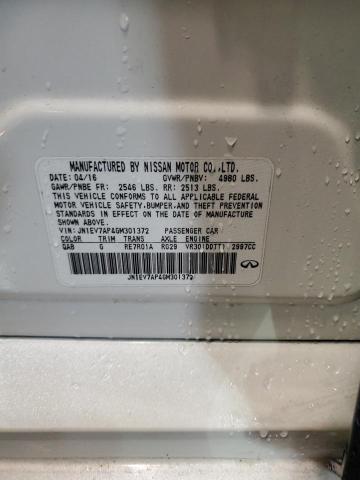 MANUFACTURED BY NISSAN MOTOR CO.,LTD.
DATE: 04/16 GVWR/PNBV: 4980 LBS.
GAWR/PNBE FR: 2546 LBS. RR: 2513 LBS.
THIS VEHICLE CONFORMS TO ALL APPLICABLE FEDERAL
MOTOR VEHICLE SAFETY,BUMPER,AND THEFT PREVENTION
STANDARDS IN EFFECT ON THE DATE OF MANUFACTURE
SHOWN ABOVE.
VIN: JN1EV7AP4GM301372 PASSENGER CAR
COLOR TRIM TRANS AXLE ENGINE
QAB G RE7R01A RG29 VR30(DDTT) 2997CC
JN1EV7AP4GM301372